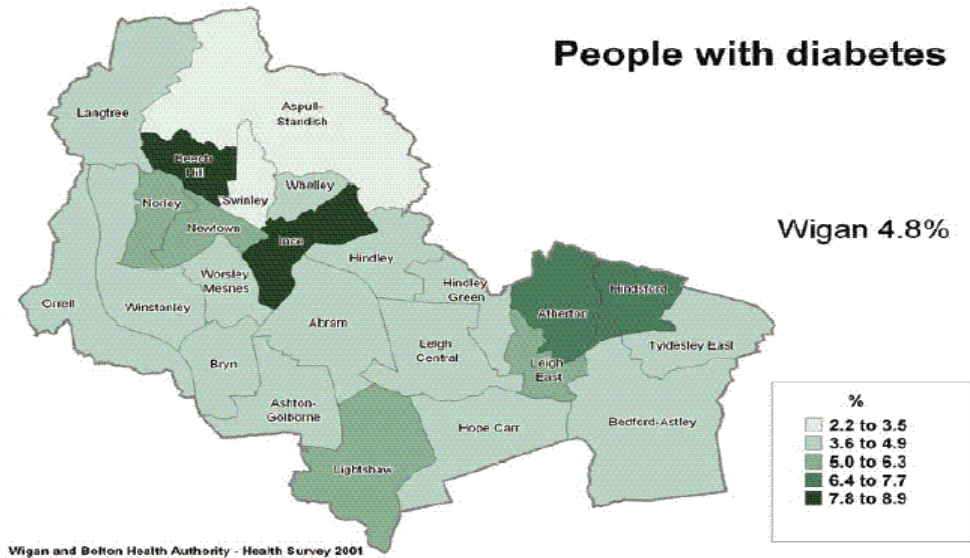 People with diabetes
Langtree
Aspull-
Standish
Beech
Hill
Whelley
Swinley
Norley
Newtown
Ince
Wigan 4.8%
Hindley
Worsley
Mesnes
Hindley
Green
Hindsford
Orrell
Winstanley
Atherton
Abram
Leigh
Central
Tyldesley East
Bryn
Leigh
East
Ashton-
Golborne
Hope Carr
Bedford-Astley
Lightshaw
%
2.2 to 3.5
3.6 to 4.9
5.0 to 6.3
6.4 to 7.7
7.8 to 8.9
Wigan and Bolton Health Authority - Health Survey 2001